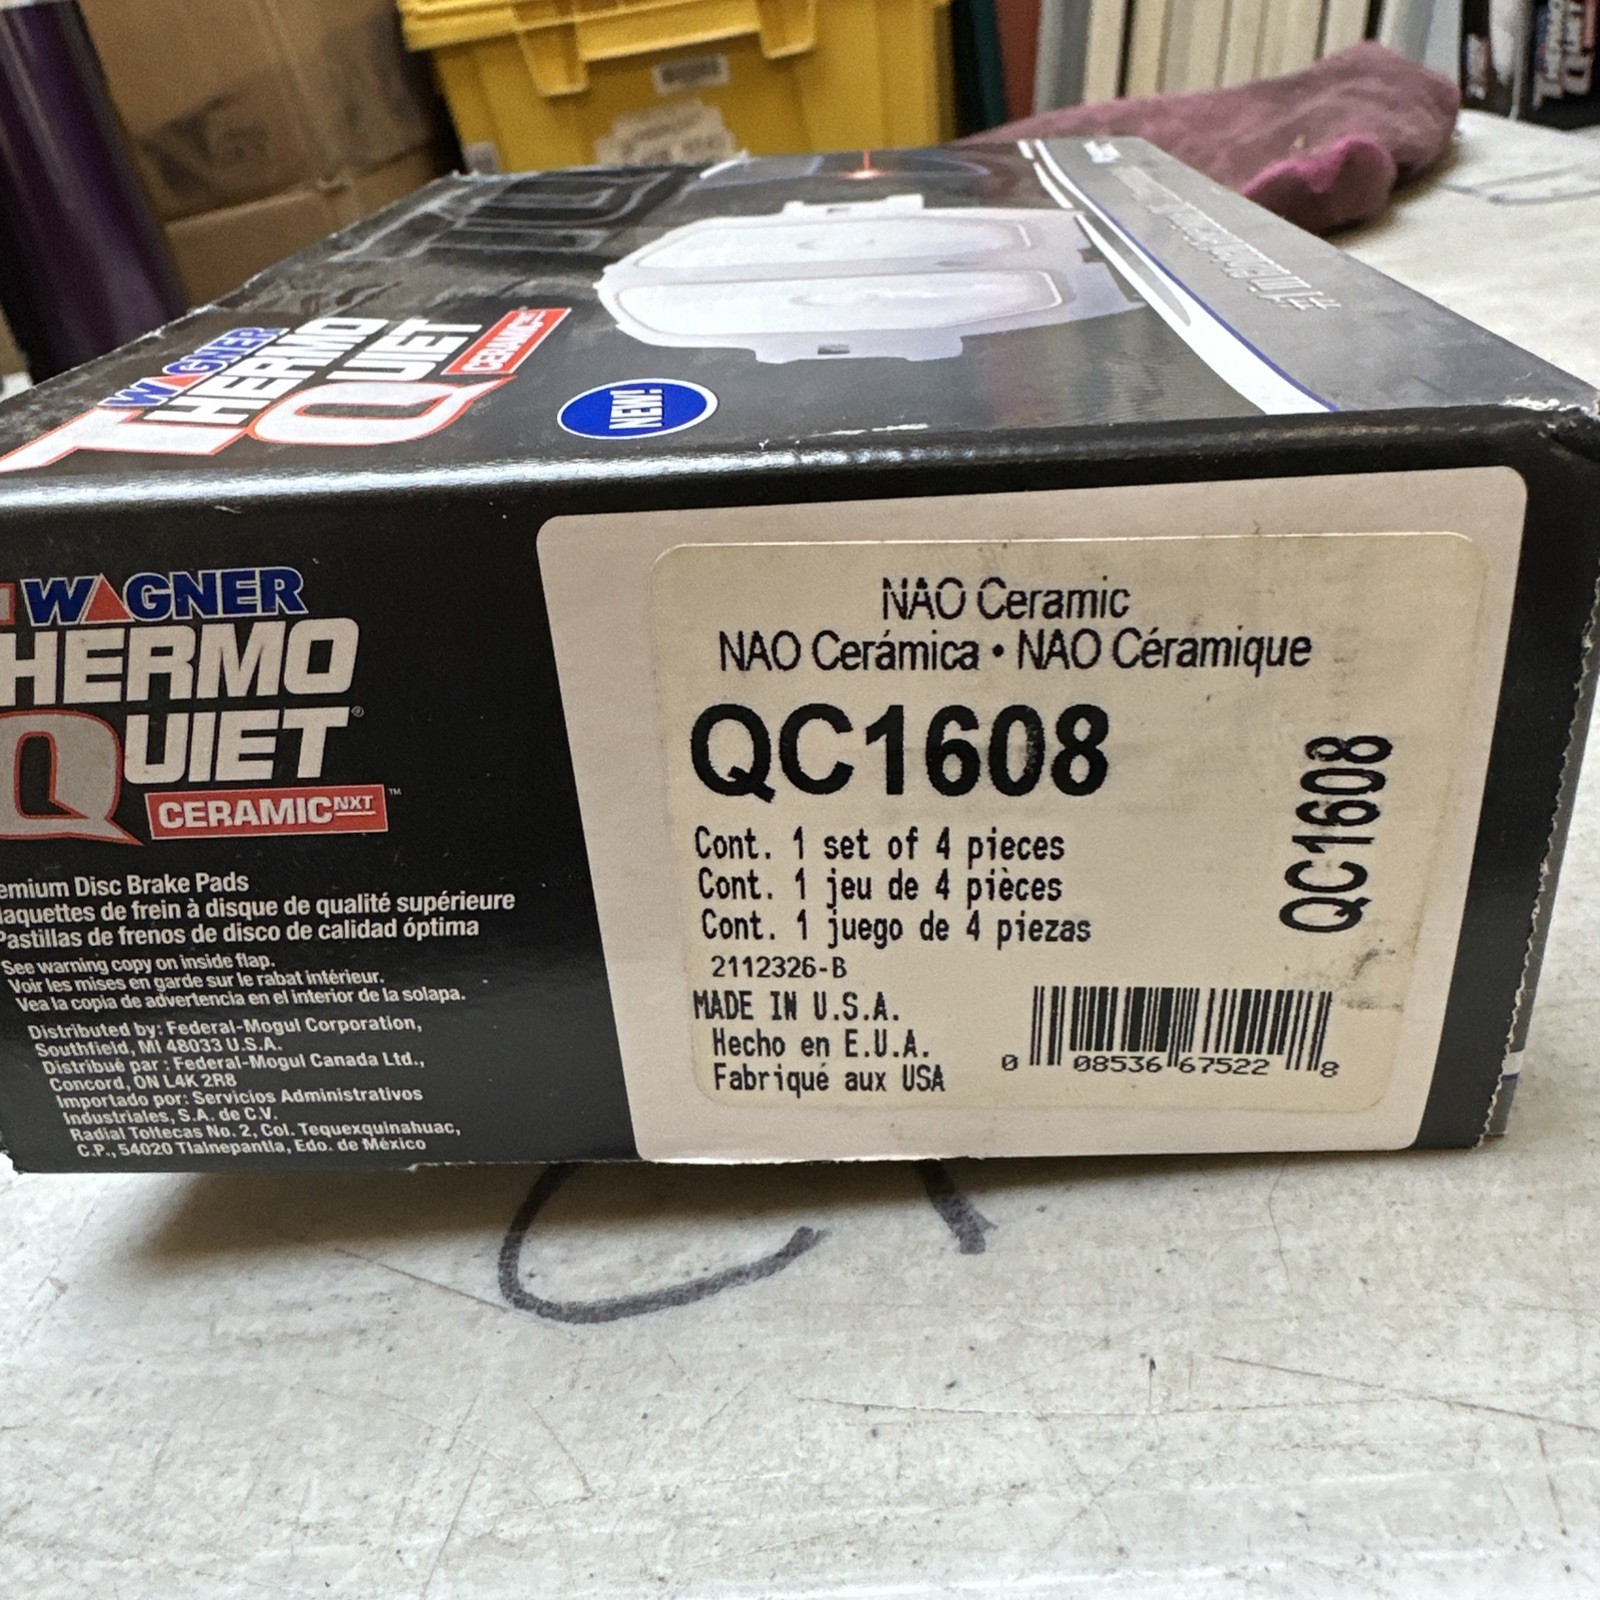 WAGNER
THERMO
QUIET
CERAMIC
NEW!
WAGNER
HERMO
QUIET®
CERAMICNXT™
emium Disc Brake Pads
laquettes de frein à disque de qualité supérieure
Pastillas de frenos de disco de calidad óptima
See warning copy on inside flap.
Voir les mises en garde sur le rabat intérieur.
Vea la copia de advertencia en el interior de la solapa.
Distributed by: Federal-Mogul Corporation,
Southfield, MI 48033 U.S.A.
Distribué par : Federal-Mogul Canada Ltd.,
Concord, ON L4K 2R8
Importado por: Servicios Administrativos
Industriales, S.A. de C.V.
Radial Toltecas No. 2, Col. Tequexquinahuac,
C.P., 54020 Tlalnepantla, Edo. de México
NAO Ceramic
NAO Cerámica • NAO Céramique
QC1608
QC1608
Cont. 1 set of 4 pieces
Cont. 1 jeu de 4 pièces
Cont. 1 juego de 4 piezas
2112326-B
MADE IN U.S.A.
Hecho en E.U.A.
Fabriqué aux USA
0 08536 67522 8